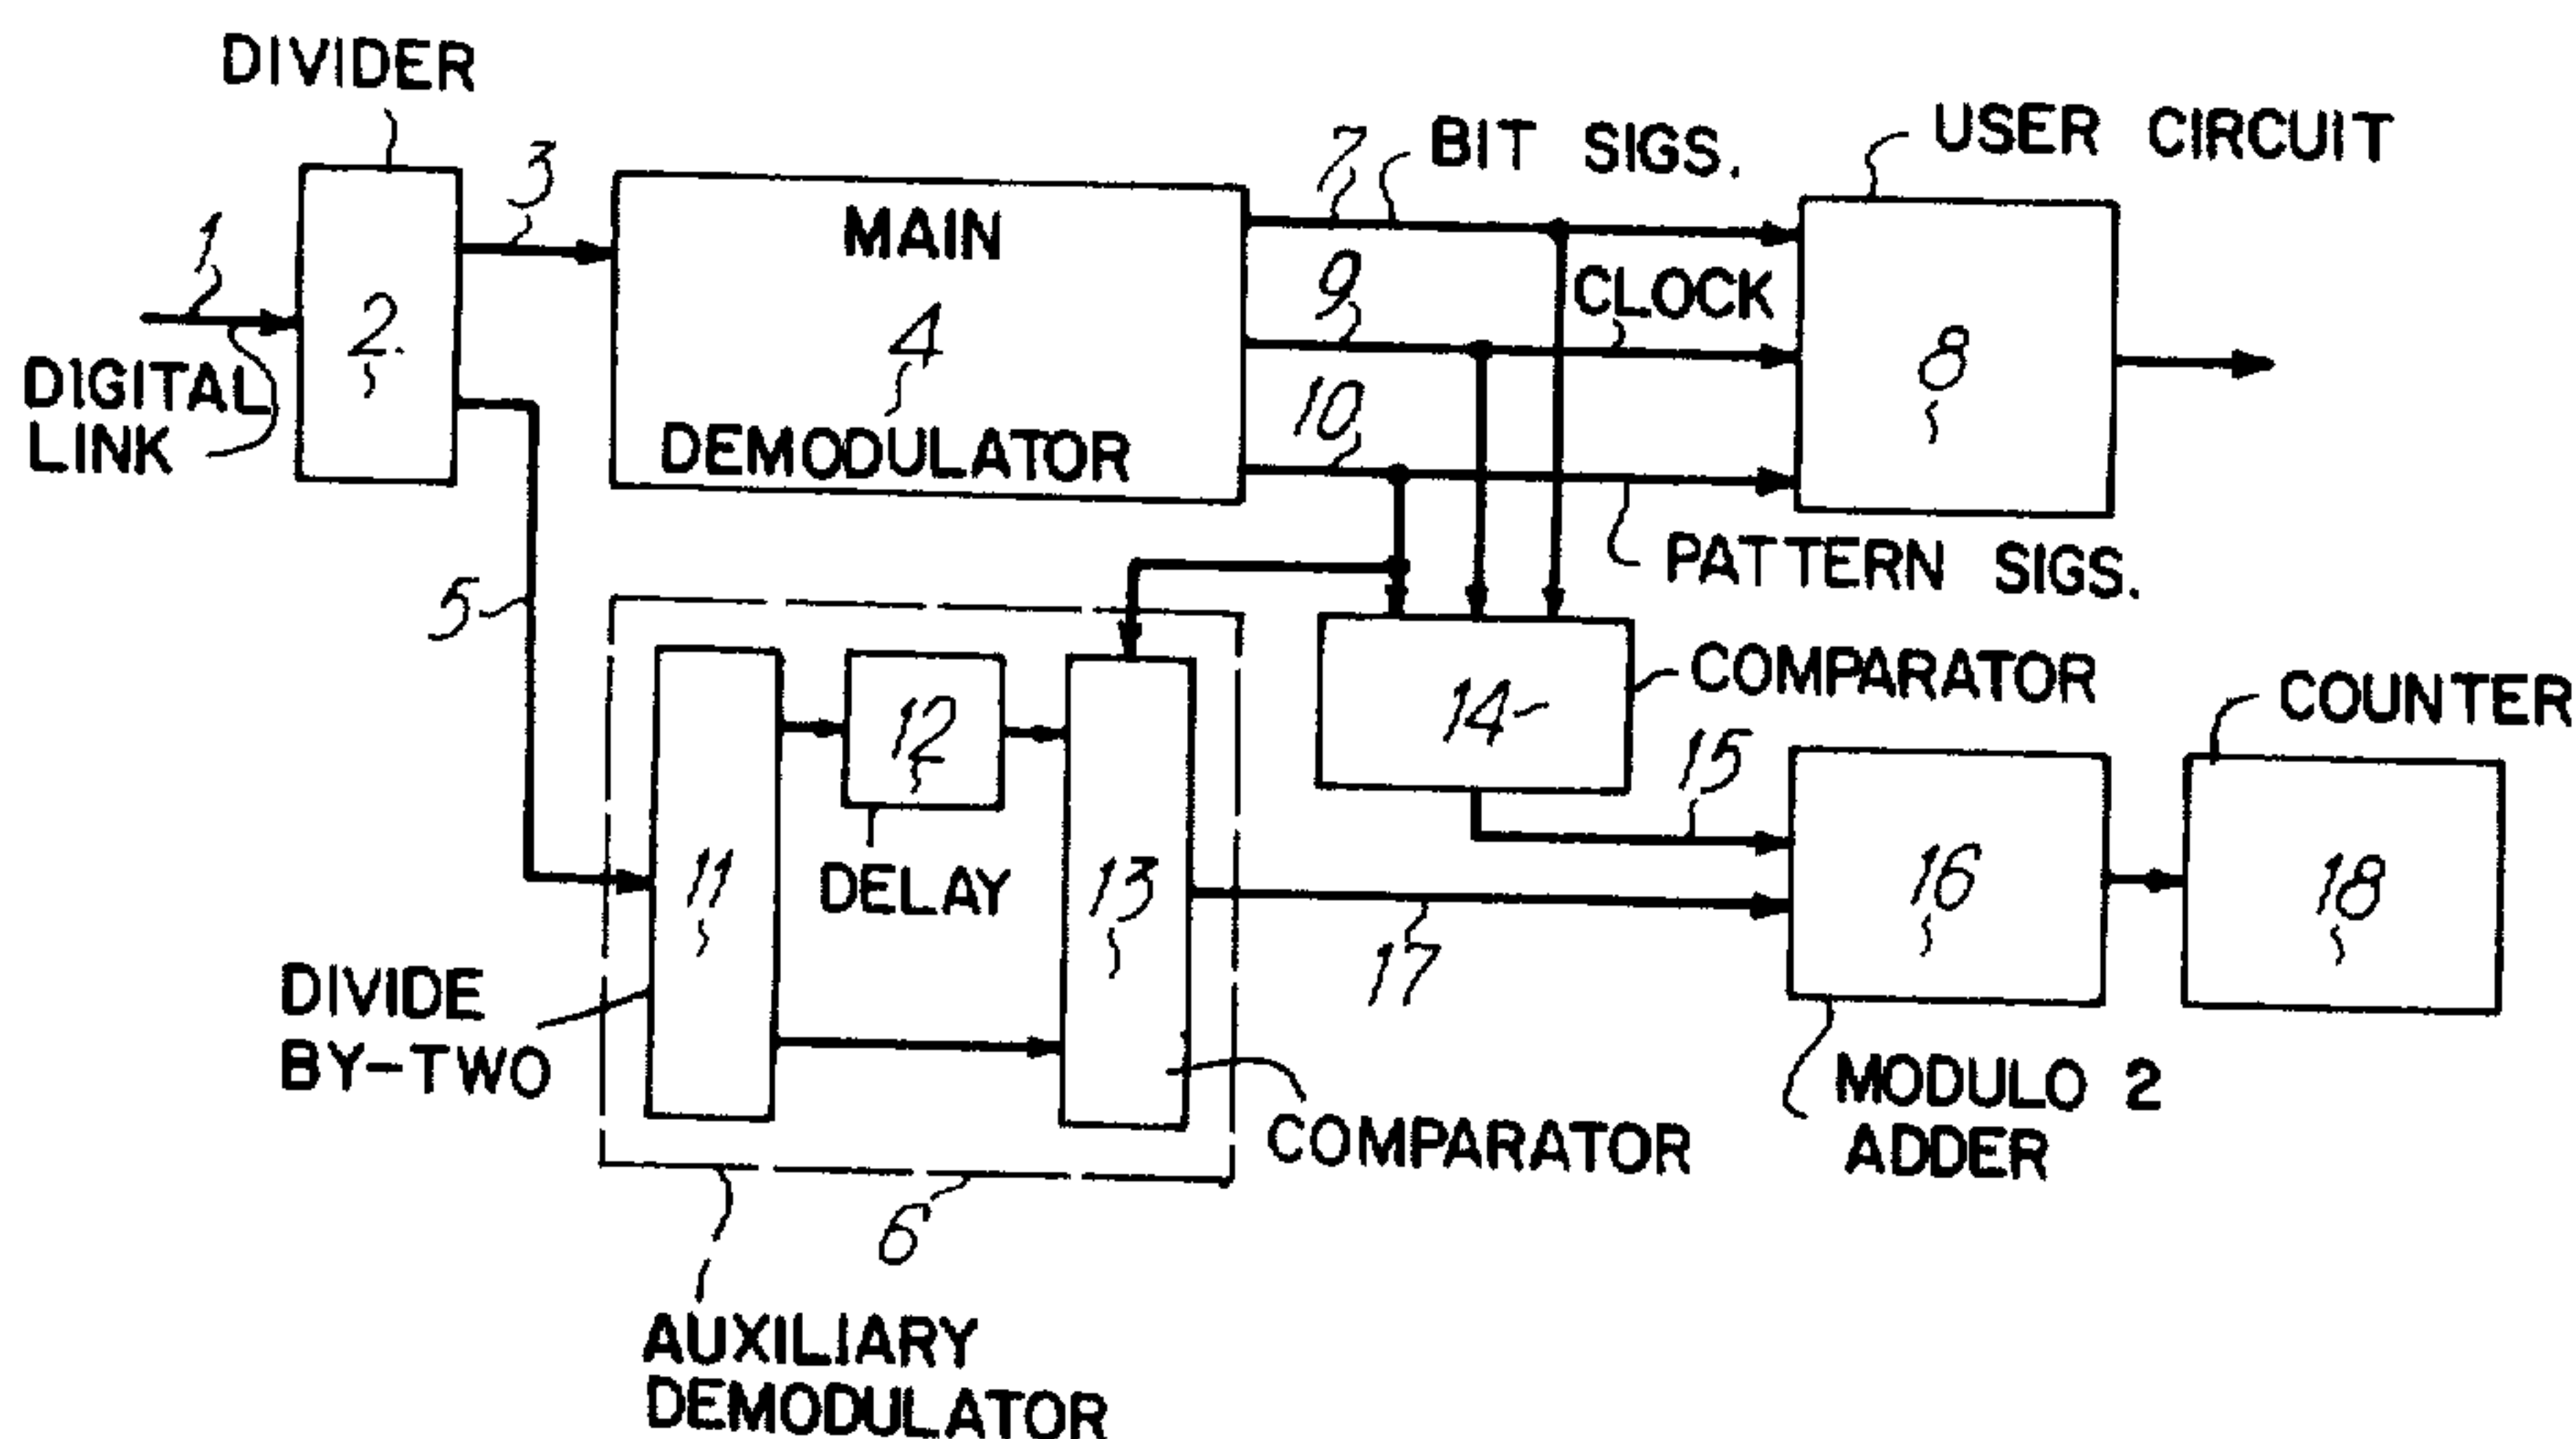 DIVIDER
3
7
BIT SIGS.
USER CIRCUIT
1
MAIN
9
CLOCK
2
4
8
DIGITAL
LINK
10
DEMODULATOR
PATTERN SIGS.
5
COMPARATOR
12
14
15
COUNTER
11
DELAY
13
16
18
17
DIVIDE
BY-TWO
COMPARATOR
MODULO 2
ADDER
6
AUXILIARY
DEMODULATOR